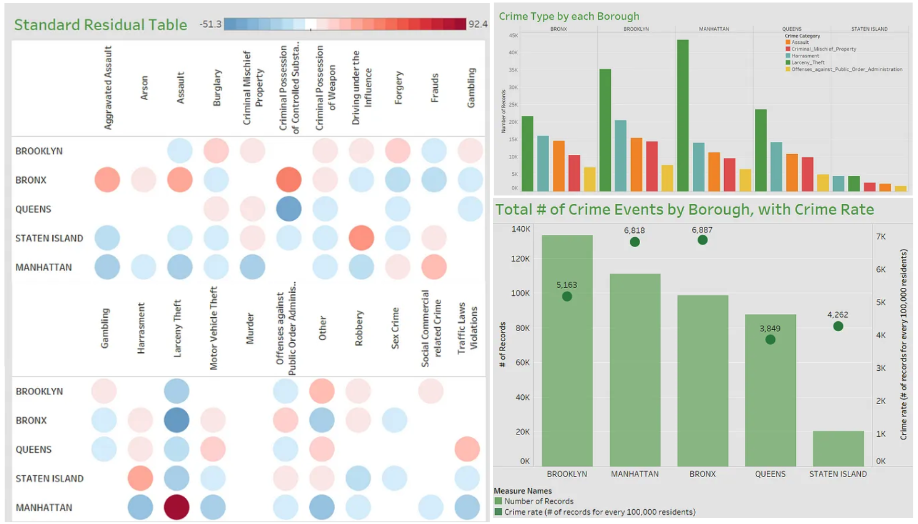 Standard Residual Table
-51.3
92.4
Aggravated Assault
Arson
Assault
Burglary
Criminal Mischief
Property
Criminal Possession
of Controlled Substa..
Criminal Possession
of Weapon
Driving under the
Influence
Forgery
Frauds
Gambling
BROOKLYN
BRONX
QUEENS
STATEN ISLAND
MANHATTAN
Gambling
Harrasment
Larceny Theft
Motor Vehicle Theft
Murder
Offenses against
Public Order Adminis..
Other
Robbery
Sex Crime
Social Commercial
related Crime
Traffic Laws
Violations
BROOKLYN
BRONX
QUEENS
STATEN ISLAND
MANHATTAN
Crime Type by each Borough
BRONX
BROOKLYN
MANHATTAN
QUEENS
STATEN ISLAND
Number of Records
45K
40K
35K
30K
25K
20K
15K
10K
5K
0K
Crime Category
Assault
Criminal_Mischief_Property
Harrasment
Larceny_Theft
Offenses_against_Public_Order_Administration
Total # of Crime Events by Borough, with Crime Rate
# of Records
140K
120K
100K
80K
60K
40K
20K
0K
5,163
6,818
6,887
3,849
4,262
7K
6K
5K
4K
3K
2K
1K
0K
Crime rate (# of records for every 100,000 residents)
BROOKLYN
MANHATTAN
BRONX
QUEENS
STATEN ISLAND
Measure Names
Number of Records
Crime rate (# of records for every 100,000 residents)